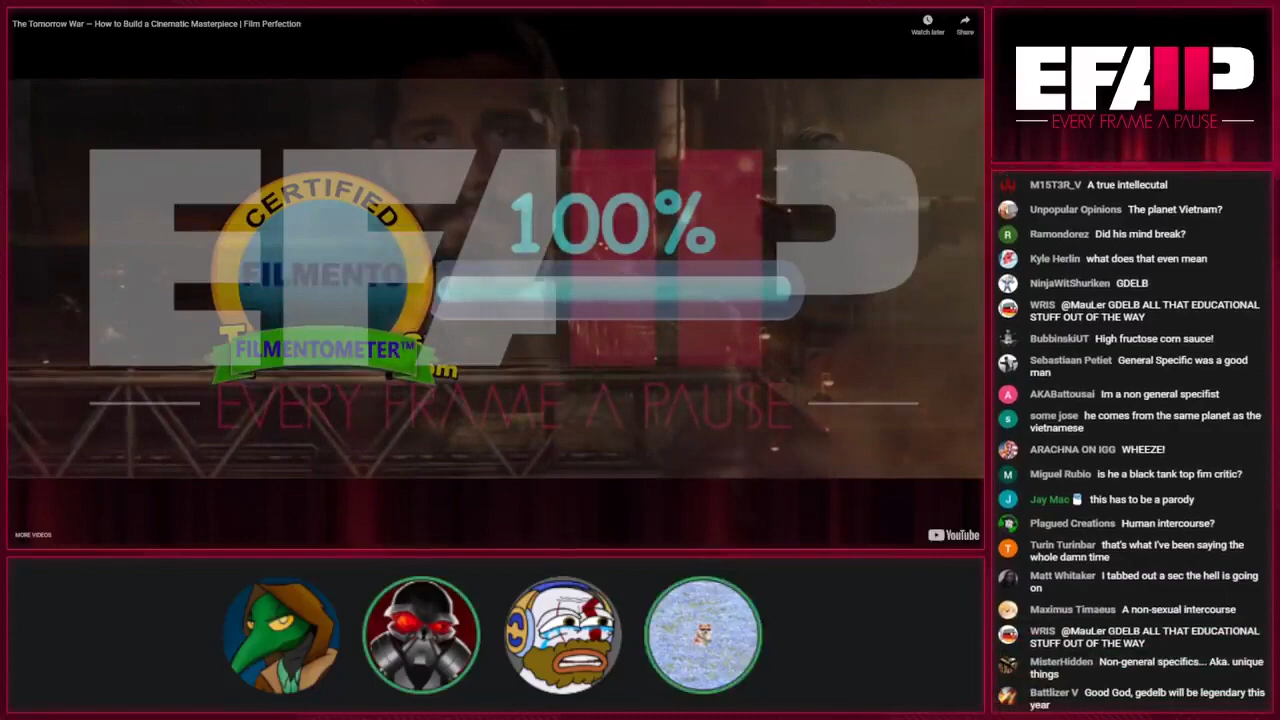 The Tomorrow War – How to Build a Cinematic Masterpiece | Film Perfection
Watch later
Share
EFAP
EVERY FRAME A PAUSE
CERTIFIED
FILMENTO
FILMENTOMETER™
100%
om
EFAP
EVERY FRAME A PAUSE
MORE VIDEOS
YouTube
M15T3R_V A true intellecutal
Unpopular Opinions The planet Vietnam?
Ramondorez Did his mind break?
Kyle Herlin what does that even mean
NinjaWitShuriken GDELB
WRIS @MauLer GDELB ALL THAT EDUCATIONAL
STUFF OUT OF THE WAY
BubbinskiUT High fructose corn sauce!
Sebastiaan Petiet General Specific was a good
man
AKABattousai Im a non general specifist
some jose he comes from the same planet as the
vietnamese
ARACHNA ON IGG WHEEZE!
Miguel Rubio is he a black tank top fim critic?
Jay Mac this has to be a parody
Plagued Creations Human intercourse?
Turin Turinbar that's what I've been saying the
whole damn time
Matt Whitaker I tabbed out a sec the hell is going
on
Maximus Timaeus A non-sexual intercourse
WRIS @MauLer GDELB ALL THAT EDUCATIONAL
STUFF OUT OF THE WAY
MisterHidden Non-general specifics... Aka. unique
things
Battlizer V Good God, gedelb will be legendary this
year